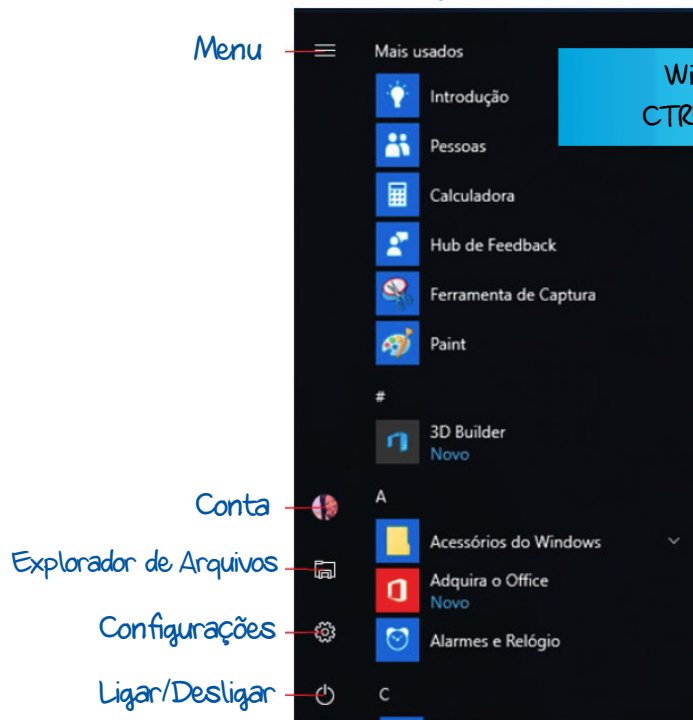 Menu
Mais usados
Introdução
Pessoas
Calculadora
Hub de Feedback
Ferramenta de Captura
Paint
#
3D Builder
Novo
Conta
A
Acessórios do Windows
Explorador de Arquivos
Adquira o Office
Novo
Configurações
Alarmes e Relógio
Ligar/Desligar
C